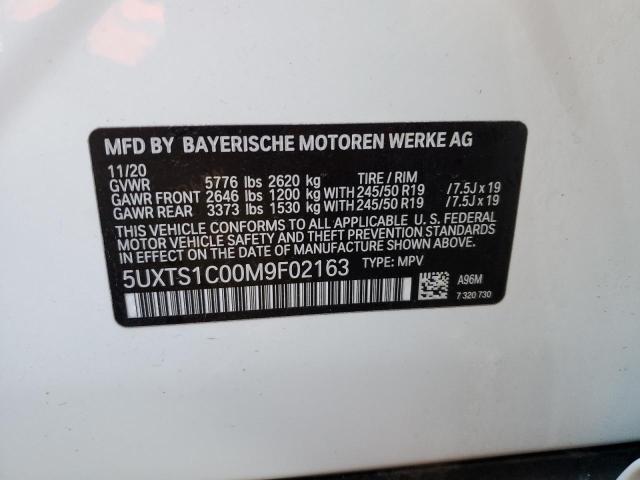 MFD BY BAYERISCHE MOTOREN WERKE AG
11/20
GVWR 5776 lbs 2620 kg TIRE / RIM
GAWR FRONT 2646 lbs 1200 kg WITH 245/50 R19 /7.5J x 19
GAWR REAR 3373 lbs 1530 kg WITH 245/50 R19 /7.5J x 19
THIS VEHICLE CONFORMS TO ALL APPLICABLE U. S. FEDERAL
MOTOR VEHICLE SAFETY AND THEFT PREVENTION STANDARDS
IN EFFECT ON THE DATE OF MANUFACTURE SHOWN ABOVE.
5UXTS1C00M9F02163 TYPE: MPV
A96M
7 320 730